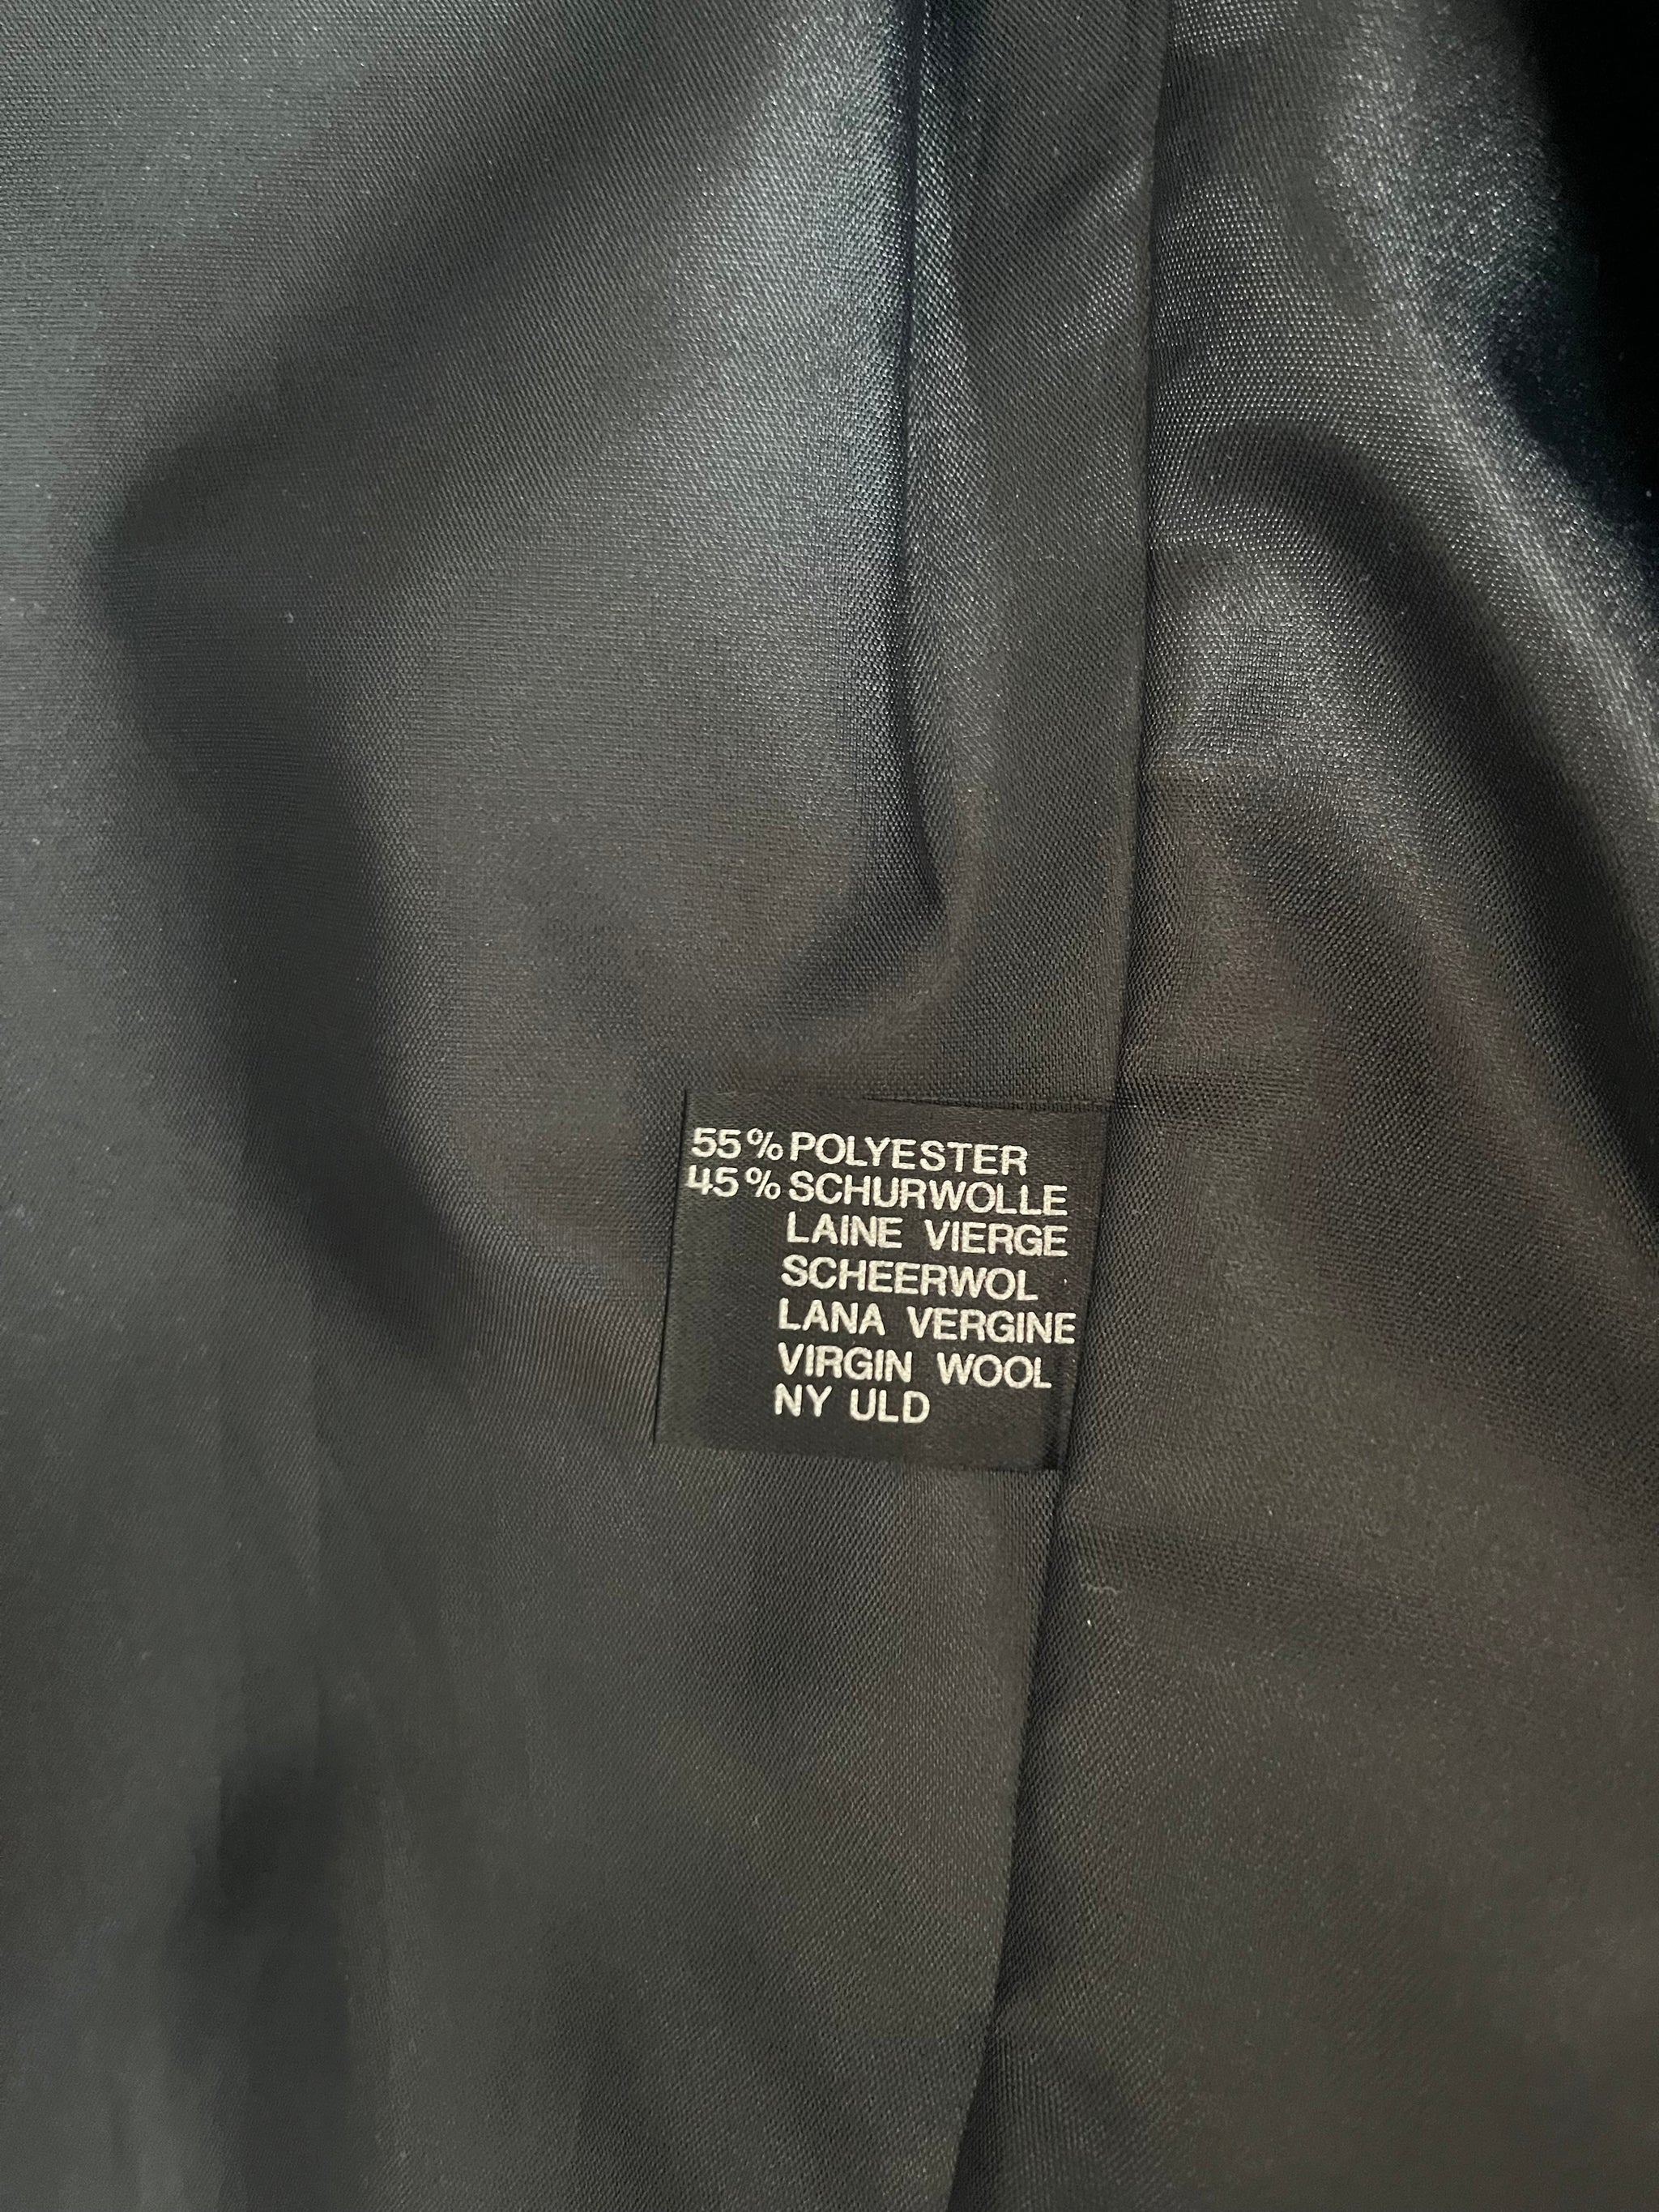 55% POLYESTER
45% SCHURWOLLE
LAINE VIERGE
SCHEERWOL
LANA VERGINE
VIRGIN WOOL
NY ULD